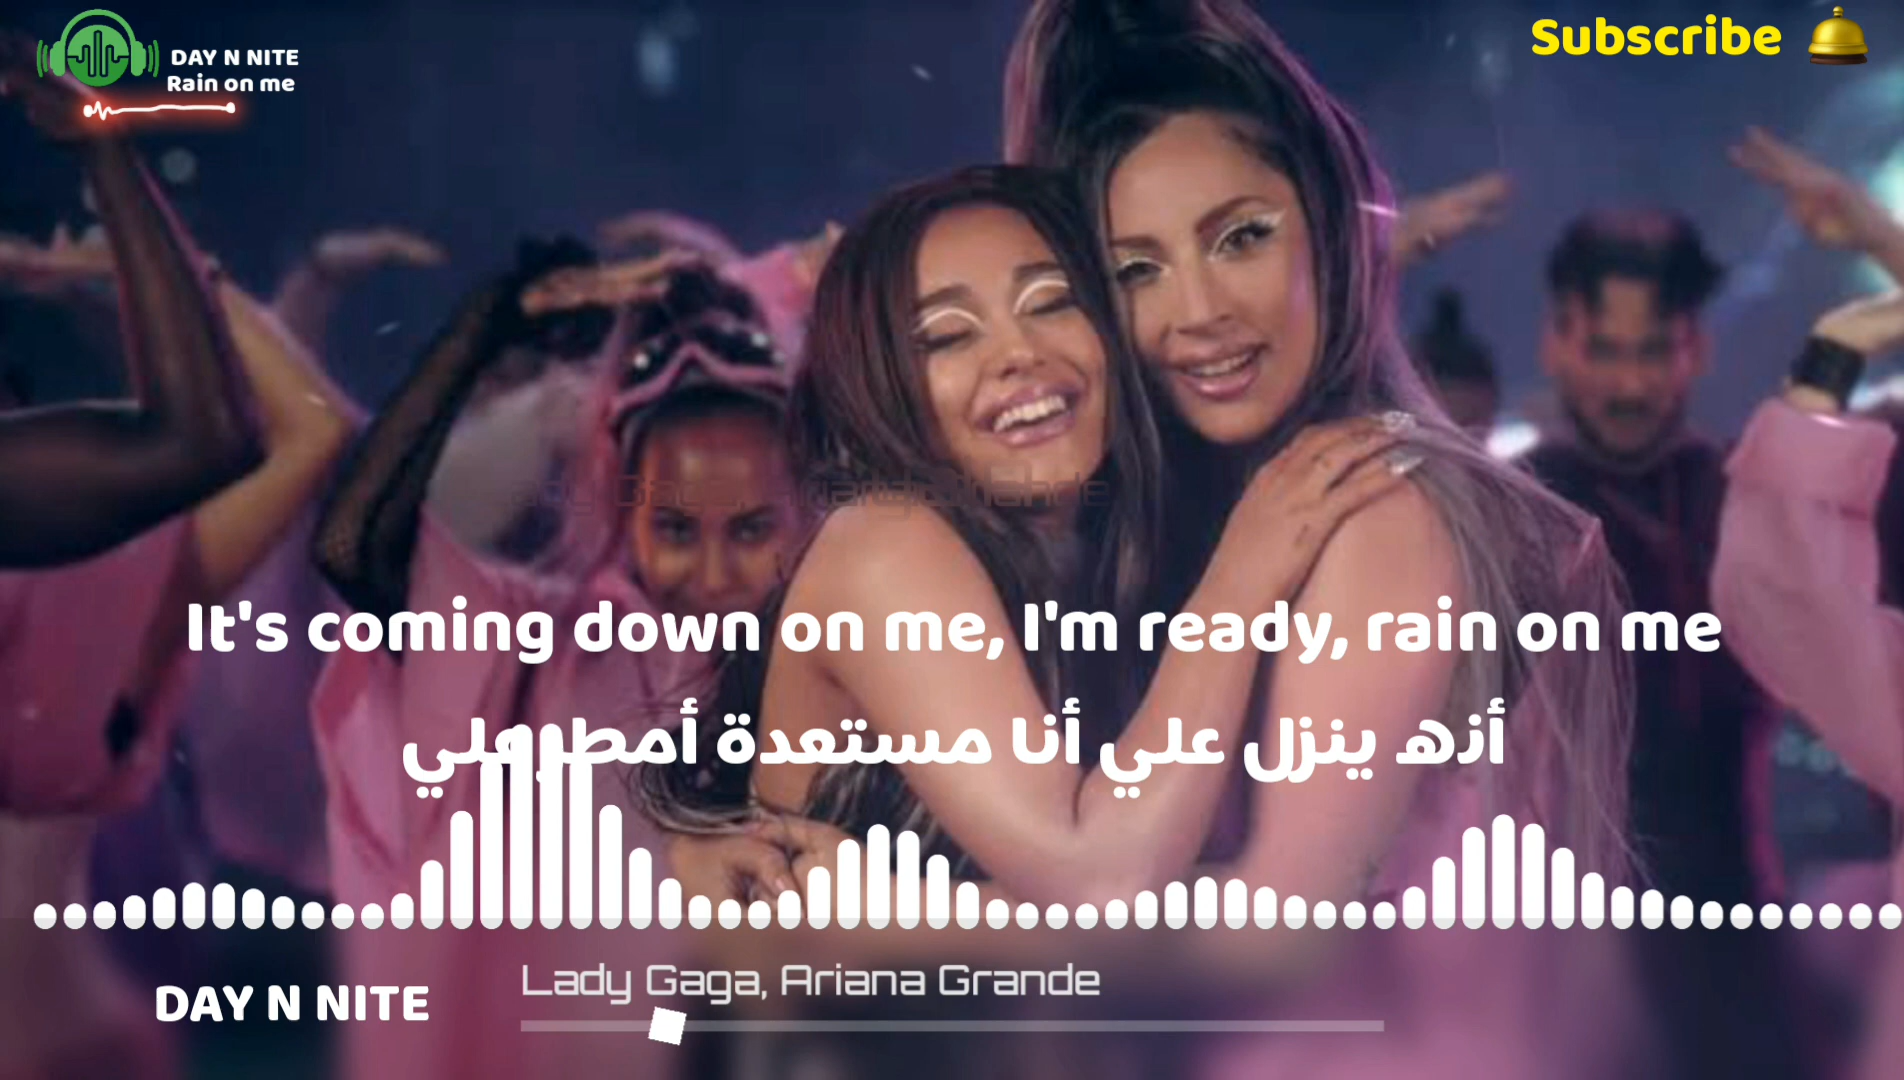 DAY N NITE
Rain on me
Subscribe
It's coming down on me, I'm ready, rain on me
أنه ينزل علي أنا مستعدة أمطر علي
Lady Gaga, Ariana Grande
DAY N NITE